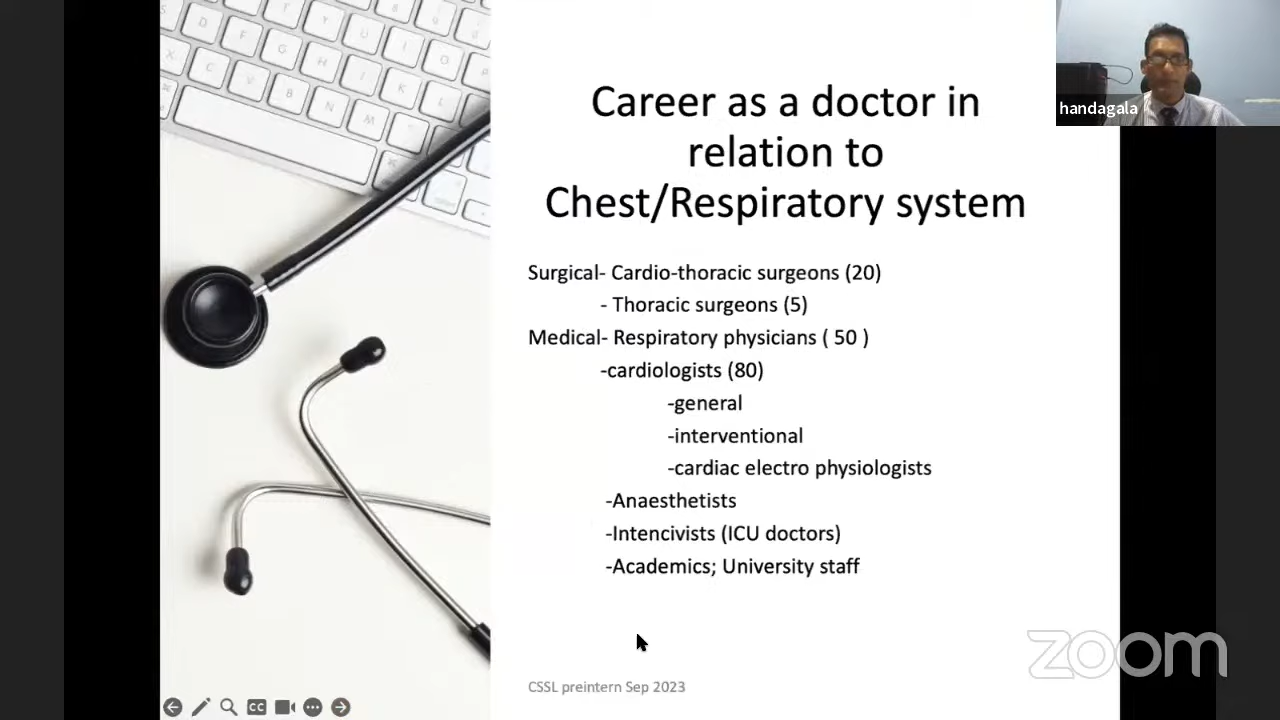 Career as a doctor in
relation to
Chest/Respiratory system
handagala
Surgical- Cardio-thoracic surgeons (20)
- Thoracic surgeons (5)
Medical- Respiratory physicians ( 50 )
-cardiologists (80)
-general
-interventional
-cardiac electro physiologists
-Anaesthetists
-Intencivists (ICU doctors)
-Academics; University staff
CSSL preintern Sep 2023
zoom
CC